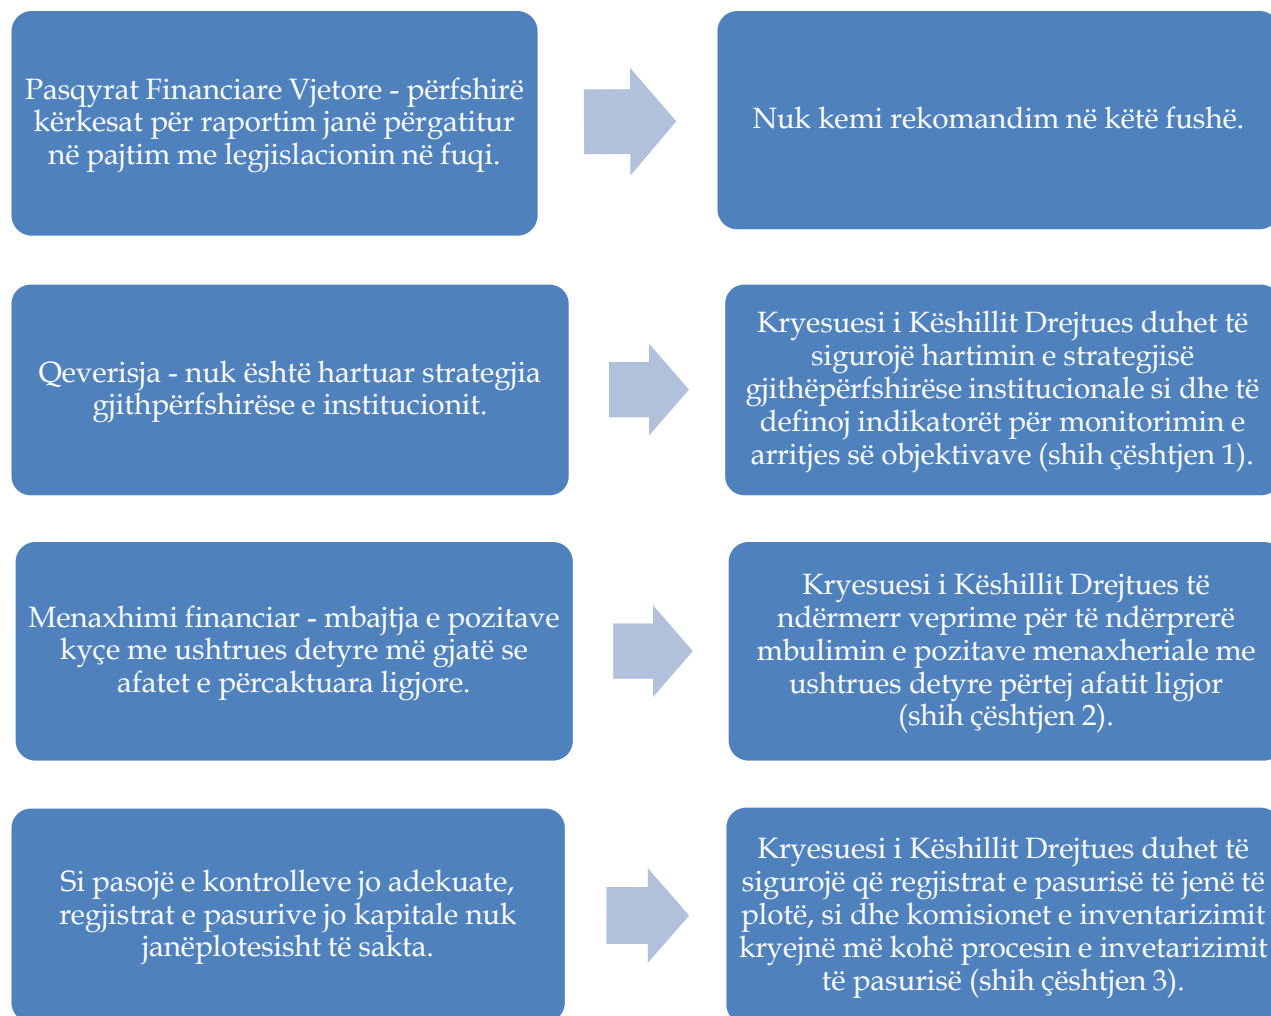 Pasqyrat Financiare Vjetore - përfshirë
kërkesat për raportim janë përgatitur
në pajtim me legjislacionin në fuqi.
Nuk kemi rekomandim në këtë fushë.
Qeverisja - nuk është hartuar strategjia
gjithpërfshirëse e institucionit.
Kryesuesi i Këshillit Drejtues duhet të
sigurojë hartimin e strategjisë
gjithëpërfshirëse institucionale si dhe të
definoj indikatorët për monitorimin e
arritjes së objektivave (shih çështjen 1).
Menaxhimi financiar - mbajtja e pozitave
kyçe me ushtrues detyre më gjatë se
afatet e përcaktuara ligjore.
Kryesuesi i Këshillit Drejtues të
ndërmerr veprime për të ndërprerë
mbulimin e pozitave menaxheriale me
ushtrues detyre përtej afatit ligjor
(shih çështjen 2).
Si pasojë e kontrolleve jo adekuate,
regjistrat e pasurive jo kapitale nuk
janëplotesisht të sakta.
Kryesuesi i Këshillit Drejtues duhet të
sigurojë që regjistrat e pasurisë të jenë të
plotë, si dhe komisionet e inventarizimit
kryejnë më kohë procesin e invetarizimit
të pasurisë (shih çështjen 3).